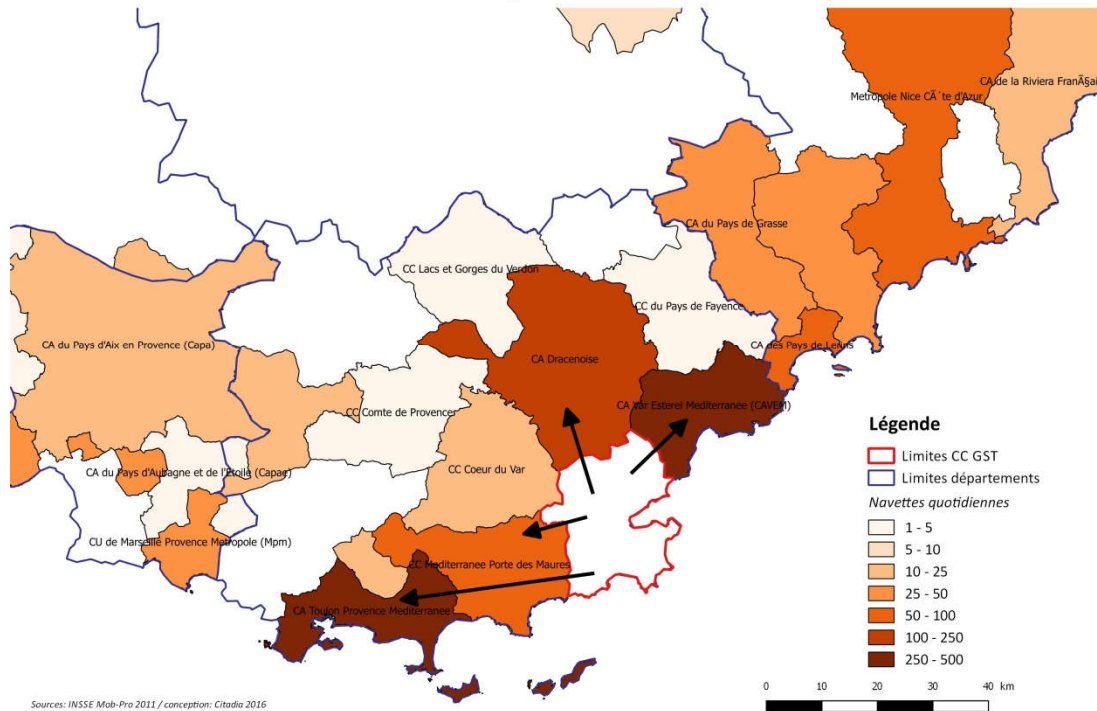 CA de la Riviera FranÃ§ai
Metropole Nice CÃ´te d'Azur
CA du Pays de Grasse
CC Lacs et Gorges du Verdon
CC du Pays de Fayence
CA du Pays d'Aix en Provence (Capa)
CA Dracenoise
CA des Pays de Lerins
CC Comte de Provence
CA Var Esterel Mediterranee (CAVEM)
CC Coeur du Var
CA du Pays d'Aubagne et de l'Etoile (Capae)
CU de Marseille Provence Metropole (Mpm)
CC Mediterranee Porte des Maures
CA Toulon Provence Mediterranee
Légende
Limites CC GST
Limites départements
Navettes quotidiennes
1 - 5
5 - 10
10 - 25
25 - 50
50 - 100
100 - 250
250 - 500
0 10 20 30 40 km
Sources: INSSE Mob-Pro 2011 / conception: Citadia 2016